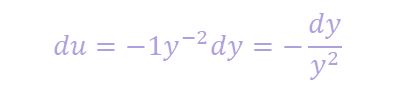 du = −1y⁻²dy = −dy/y²